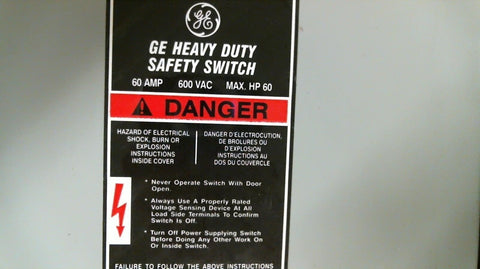 GE
GE HEAVY DUTY
SAFETY SWITCH
60 AMP 600 VAC MAX. HP 60
DANGER
HAZARD OF ELECTRICAL
SHOCK, BURN OR
EXPLOSION
INSTRUCTIONS
INSIDE COVER
DANGER D'ELECTROCUTION,
DE BROLURES OU
D'EXPLOSION
INSTRUCTIONS AU
DOS DU COUVERCLE
* Never Operate Switch With Door
Open.
* Always Use A Properly Rated
Voltage Sensing Device At All
Load Side Terminals To Confirm
Switch Is Off.
* Turn Off Power Supplying Switch
Before Doing Any Other Work On
Or Inside Switch.
FAILURE TO FOLLOW THE ABOVE INSTRUCTIONS